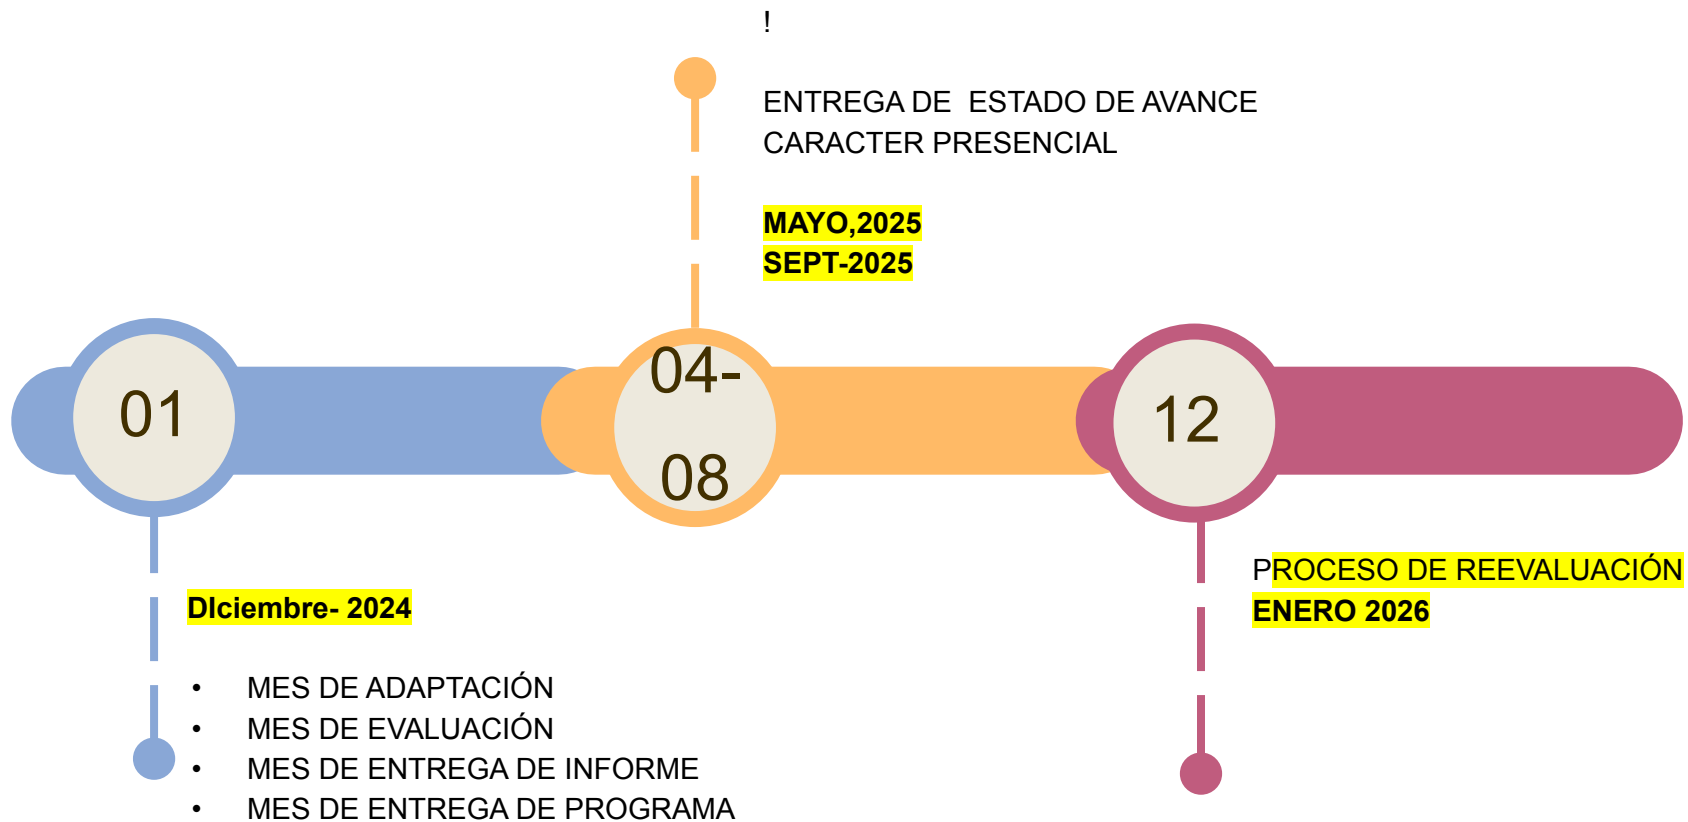 !
ENTREGA DE  ESTADO DE AVANCE
CARACTER PRESENCIAL
MAYO,2025
SEPT-2025
01
04-
08
12
DIciembre- 2024
• MES DE ADAPTACIÓN
• MES DE EVALUACIÓN
• MES DE ENTREGA DE INFORME
• MES DE ENTREGA DE PROGRAMA
PROCESO DE REEVALUACIÓN
ENERO 2026